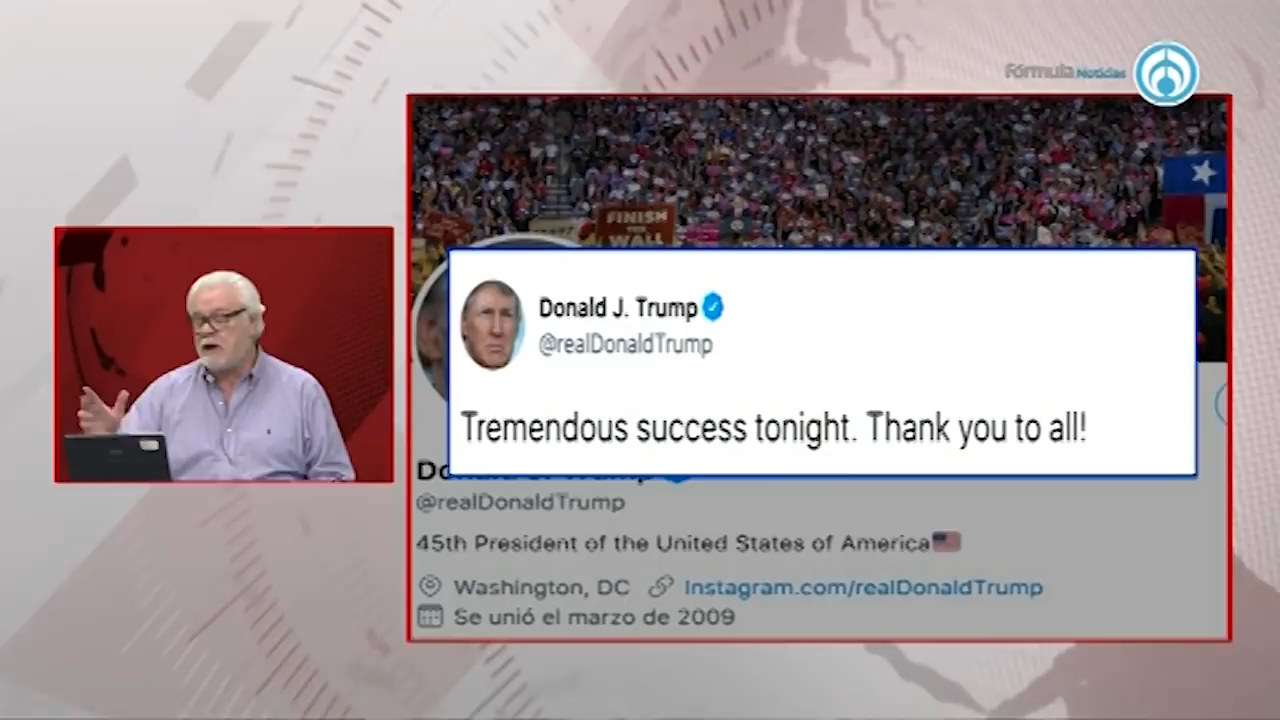 Fórmula Noticias
FINISH
THE
WALL
Donald J. Trump
@realDonaldTrump
Tremendous success tonight. Thank you to all!
@realDonaldTrump
45th President of the United States of America
Washington, DC Instagram.com/realDonaldTrump
Se unió el marzo de 2009